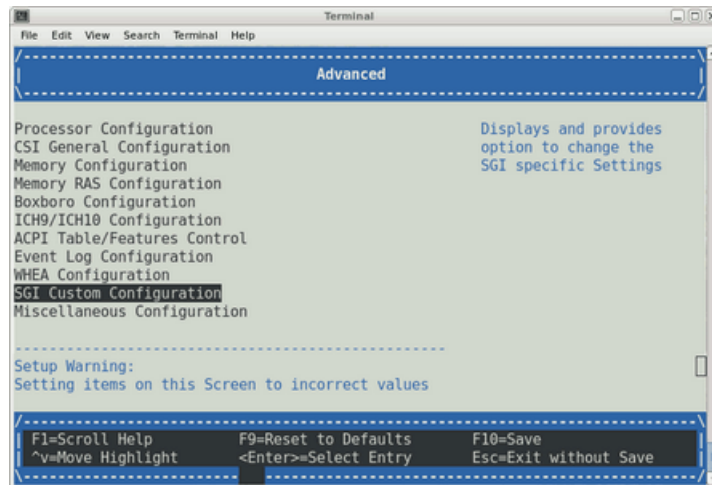 Terminal
File Edit View Search Terminal Help
Advanced
Processor Configuration
CSI General Configuration
Memory Configuration
Memory RAS Configuration
Boxboro Configuration
ICH9/ICH10 Configuration
ACPI Table/Features Control
Event Log Configuration
WHEA Configuration
SGI Custom Configuration
Miscellaneous Configuration
Displays and provides
option to change the
SGI specific Settings
Setup Warning:
Setting items on this Screen to incorrect values
F1=Scroll Help F9=Reset to Defaults F10=Save
^v=Move Highlight <Enter>=Select Entry Esc=Exit without Save